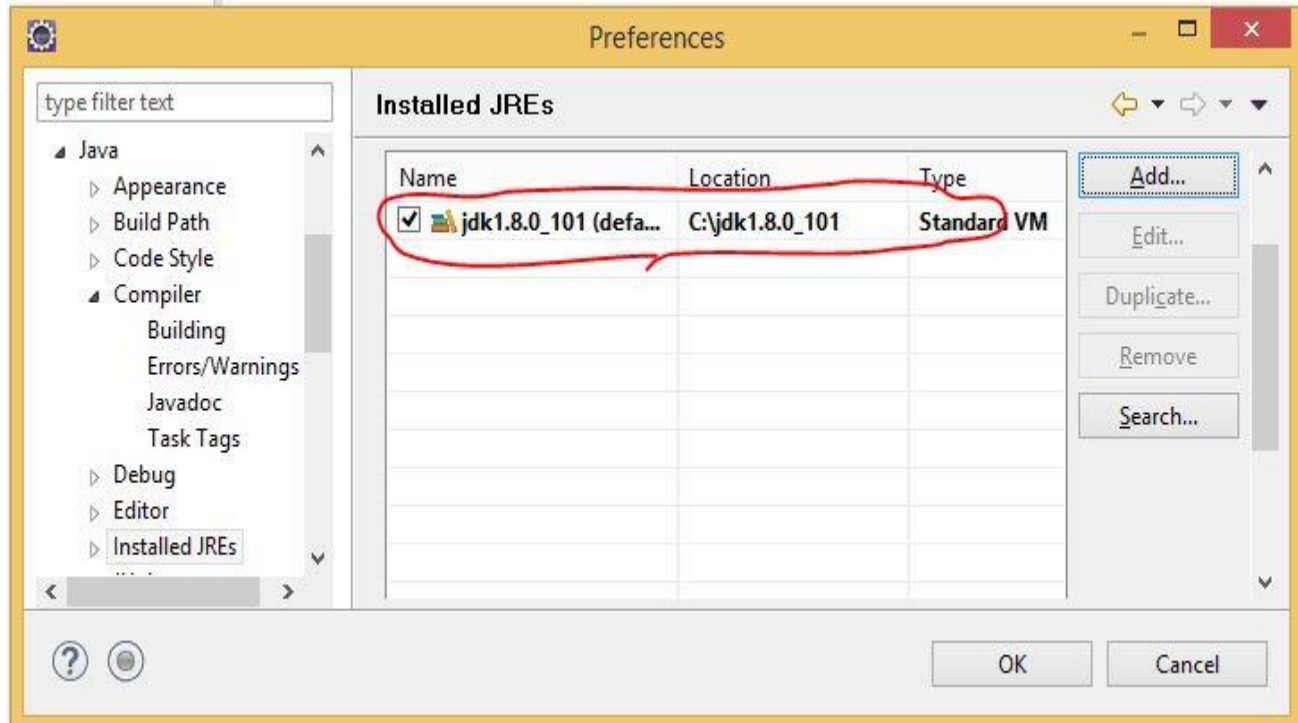 Preferences
type filter text
Java
Appearance
Build Path
Code Style
Compiler
Building
Errors/Warnings
Javadoc
Task Tags
Debug
Editor
Installed JREs
Installed JREs
Name Location Type
jdk1.8.0_101 (defa... C:\jdk1.8.0_101 Standard VM
Add...
Edit...
Duplicate...
Remove
Search...
OK Cancel